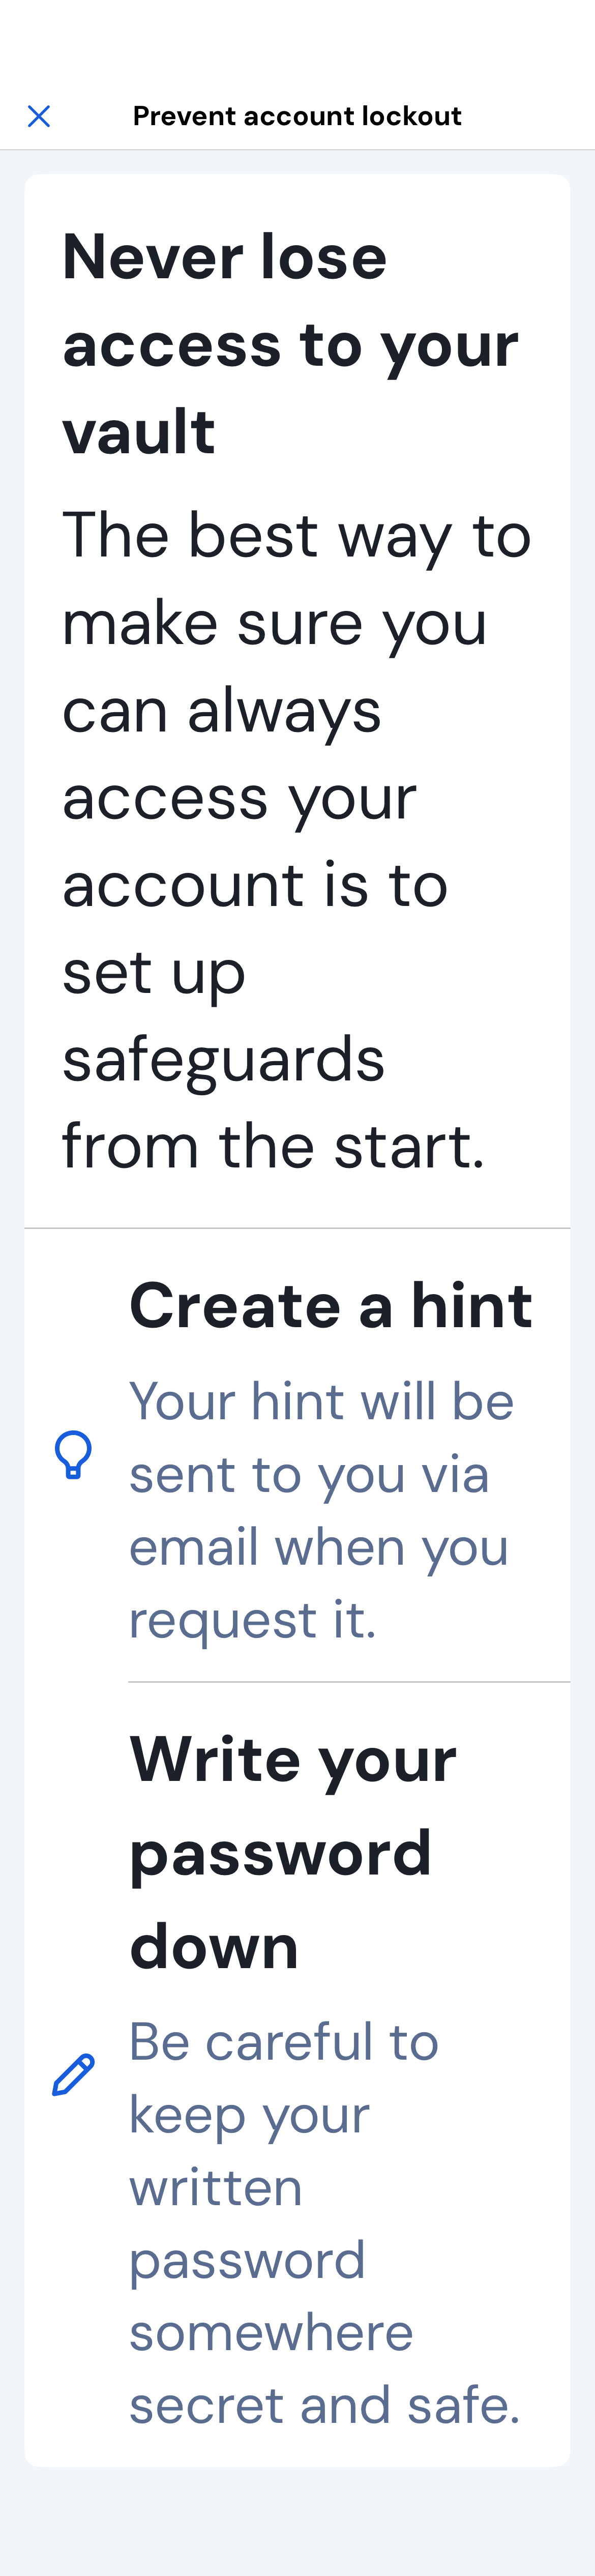 Prevent account lockout
Never lose
access to your
vault
The best way to
make sure you
can always
access your
account is to
set up
safeguards
from the start.
Create a hint
Your hint will be
sent to you via
email when you
request it.
Write your
password
down
Be careful to
keep your
written
password
somewhere
secret and safe.